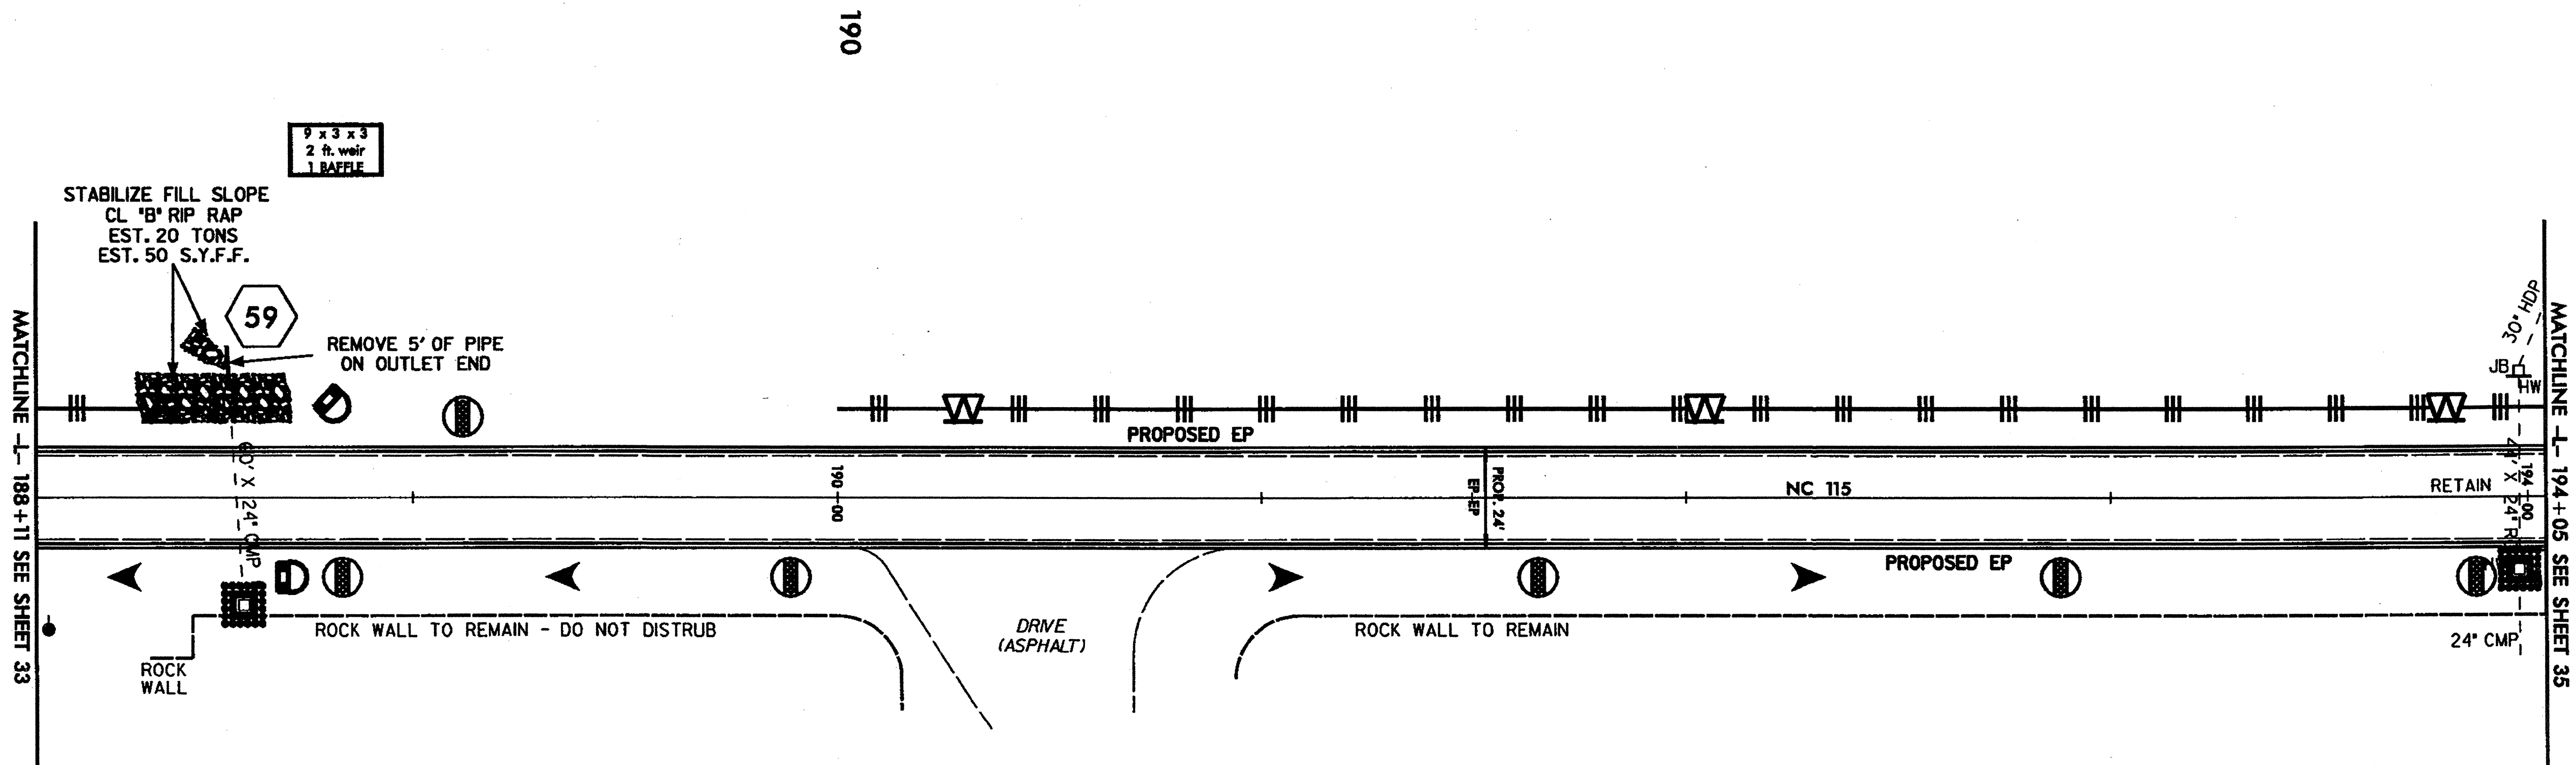 190
9 x 3 x 3
2 ft. weir
1 BAFFLE
STABILIZE FILL SLOPE
CL "B" RIP RAP
EST. 20 TONS
EST. 50 S.Y.F.F.
59
REMOVE 5' OF PIPE
ON OUTLET END
MATCHLINE -L- 188+11 SEE SHEET 33
60' X 24" CMP
PROPOSED EP
190+00
PROP. 24'
EP-EP
NC 115
RETAIN
30" HDP
JB
HW
44' X 24" R
194+00
MATCHLINE -L- 194+05 SEE SHEET 35
PROPOSED EP
ROCK WALL TO REMAIN - DO NOT DISTRUB
ROCK
WALL
DRIVE
(ASPHALT)
ROCK WALL TO REMAIN
24" CMP